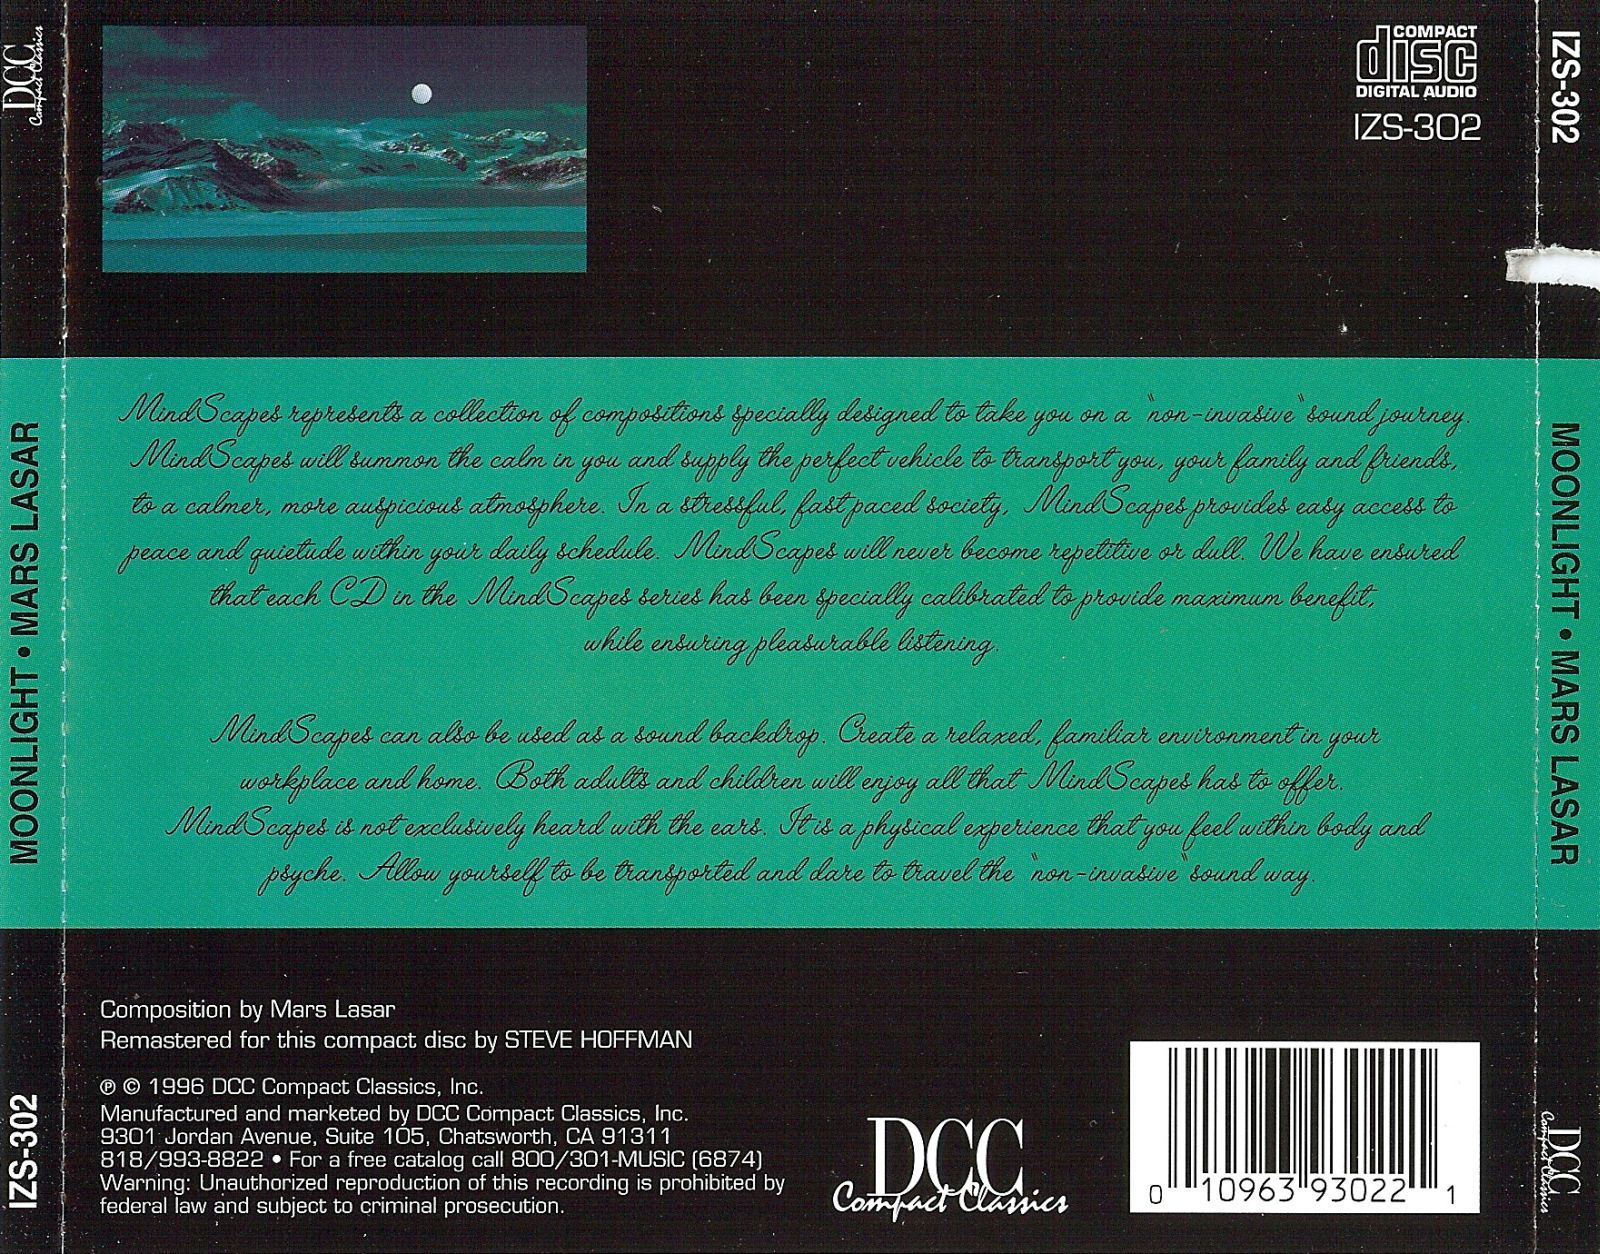 DCC
Compact Classics
MOONLIGHT • MARS LASAR
IZS-302
COMPACT
disc
DIGITAL AUDIO
IZS-302
MindScapes represents a collection of compositions specially designed to take you on a "non-invasive" sound journey.
MindScapes will summon the calm in you and supply the perfect vehicle to transport you, your family and friends,
to a calmer, more auspicious atmosphere. In a stressful, fast paced society, MindScapes provides easy access to
peace and quietude within your daily schedule. MindScapes will never become repetitive or dull. We have ensured
that each CD in the MindScapes series has been specially calibrated to provide maximum benefit,
while ensuring pleasurable listening.
MindScapes can also be used as a sound backdrop. Create a relaxed, familiar environment in your
workplace and home. Both adults and children will enjoy all that MindScapes has to offer.
MindScapes is not exclusively heard with the ears. It is a physical experience that you feel within body and
psyche. Allow yourself to be transported and dare to travel the "non-invasive" sound way.
Composition by Mars Lasar
Remastered for this compact disc by STEVE HOFFMAN
℗ © 1996 DCC Compact Classics, Inc.
Manufactured and marketed by DCC Compact Classics, Inc.
9301 Jordan Avenue, Suite 105, Chatsworth, CA 91311
818/993-8822 • For a free catalog call 800/301-MUSIC (6874)
Warning: Unauthorized reproduction of this recording is prohibited by
federal law and subject to criminal prosecution.
DCC
Compact Classics
0 10963 93022 1
IZS-302
MOONLIGHT • MARS LASAR
DCC
Compact Classics